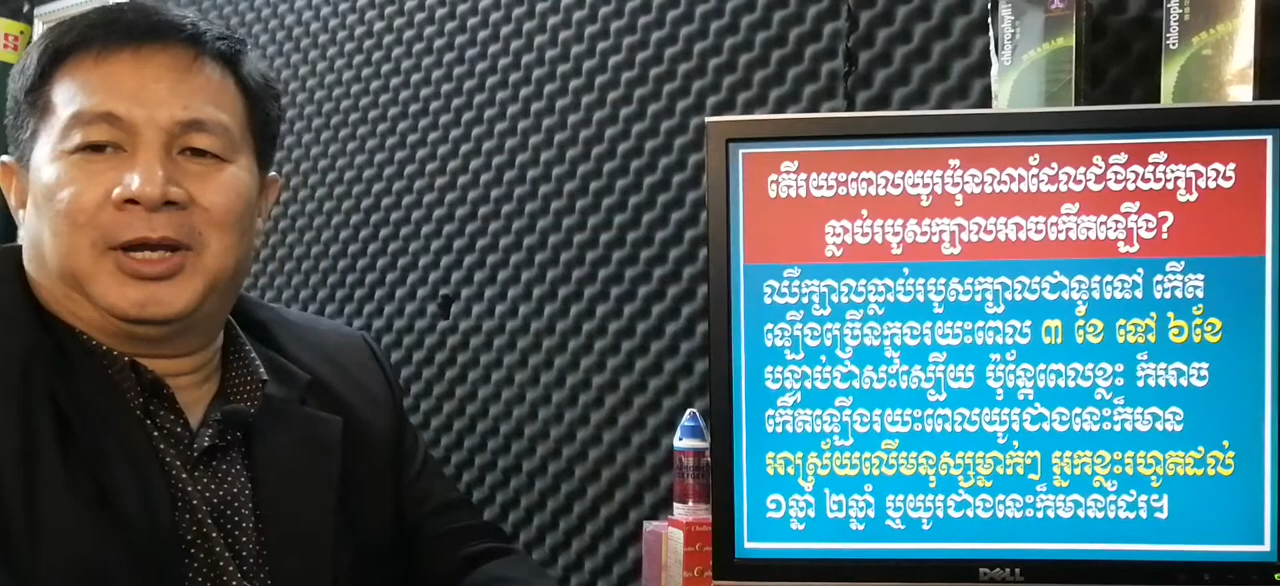 តើរយះពេលយូរប៉ុនណាដែលជំងឺឈឺក្បាល
ធ្លាប់របួសក្បាលអាចកើតឡើង?
ឈឺក្បាលធ្លាប់របួសក្បាលជាទូរទៅ កើត
ឡើងច្រើនក្នុងរយះពេល ៣ ខែ ទៅ ៦ខែ
បន្ទាប់ជាសះស្បើយ ប៉ុន្តែពេលខ្លះ ក៏អាច
កើតឡើងរយះពេលយូរជាងនេះក៏មាន
អាស្រ័យលើមនុស្សម្នាក់ៗ អ្នកខ្លះរហូតដល់
១ឆ្នាំ ២ឆ្នាំ ឬយូរជាងនេះក៏មានដែរ។
DELL
chlorophyll
chlorophyll